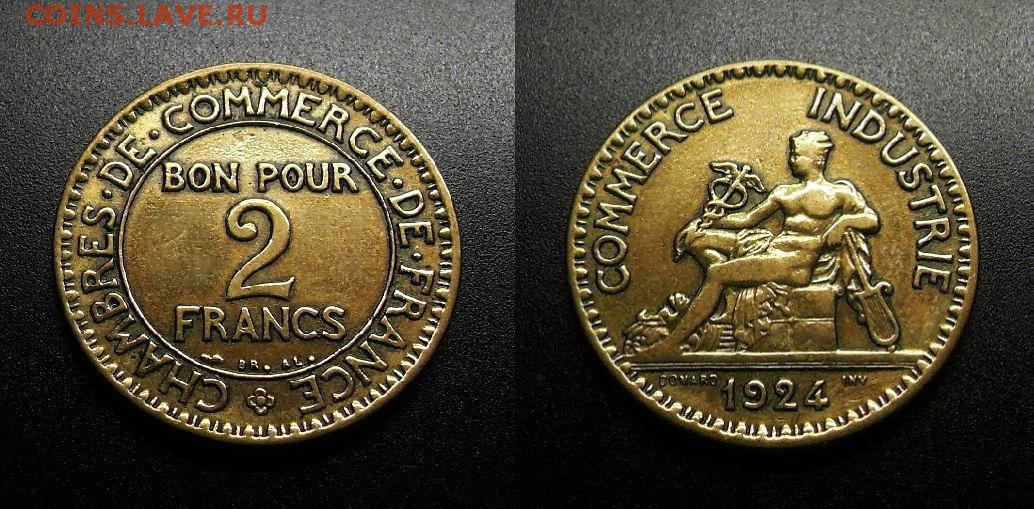 COINS.LAVE.RU
CHAMBRES·DE·COMMERCE·DE·FRANCE
BON POUR
2
FRANCS
BR. AL.
COMMERCE INDUSTRIE
DOMARD 1924 INV